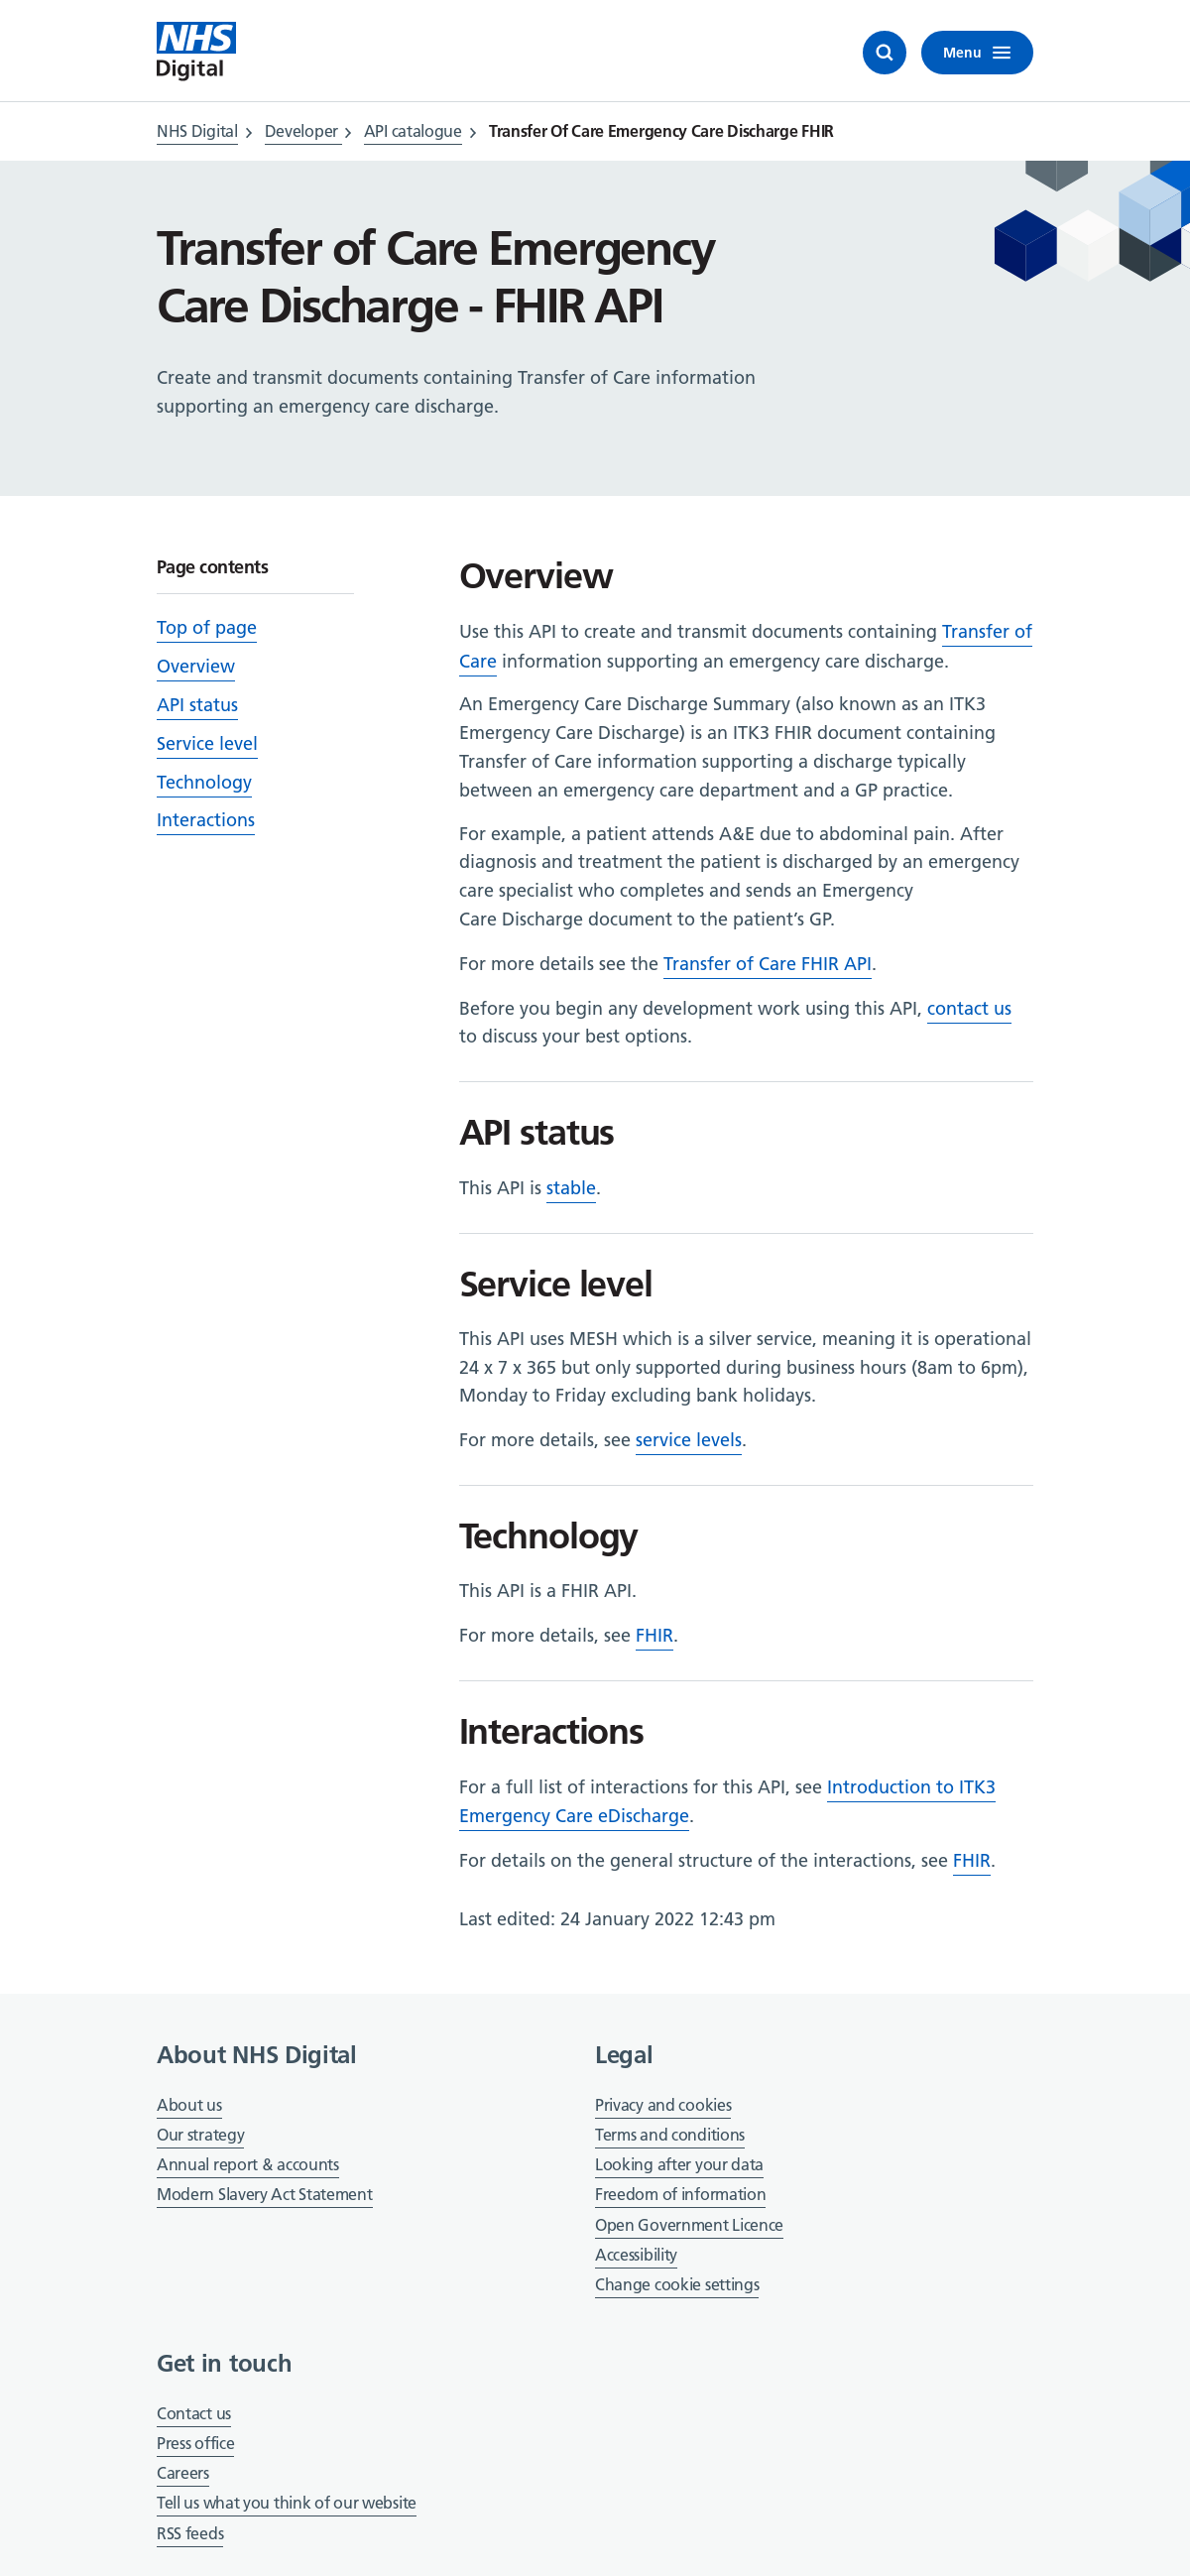 NHS
Digital
Menu
NHS Digital
Developer
API catalogue
Transfer Of Care Emergency Care Discharge FHIR
Transfer of Care Emergency
Care Discharge - FHIR API
Create and transmit documents containing Transfer of Care information
supporting an emergency care discharge.
Page contents
Top of page
Overview
API status
Service level
Technology
Interactions
Overview
Use this API to create and transmit documents containing Transfer of
Care information supporting an emergency care discharge.
An Emergency Care Discharge Summary (also known as an ITK3
Emergency Care Discharge) is an ITK3 FHIR document containing
Transfer of Care information supporting a discharge typically
between an emergency care department and a GP practice.
For example, a patient attends A&E due to abdominal pain. After
diagnosis and treatment the patient is discharged by an emergency
care specialist who completes and sends an Emergency
Care Discharge document to the patient’s GP.
For more details see the Transfer of Care FHIR API.
Before you begin any development work using this API, contact us
to discuss your best options.
API status
This API is stable.
Service level
This API uses MESH which is a silver service, meaning it is operational
24 x 7 x 365 but only supported during business hours (8am to 6pm),
Monday to Friday excluding bank holidays.
For more details, see service levels.
Technology
This API is a FHIR API.
For more details, see FHIR.
Interactions
For a full list of interactions for this API, see Introduction to ITK3
Emergency Care eDischarge.
For details on the general structure of the interactions, see FHIR.
Last edited: 24 January 2022 12:43 pm
About NHS Digital
About us
Our strategy
Annual report & accounts
Modern Slavery Act Statement
Legal
Privacy and cookies
Terms and conditions
Looking after your data
Freedom of information
Open Government Licence
Accessibility
Change cookie settings
Get in touch
Contact us
Press office
Careers
Tell us what you think of our website
RSS feeds